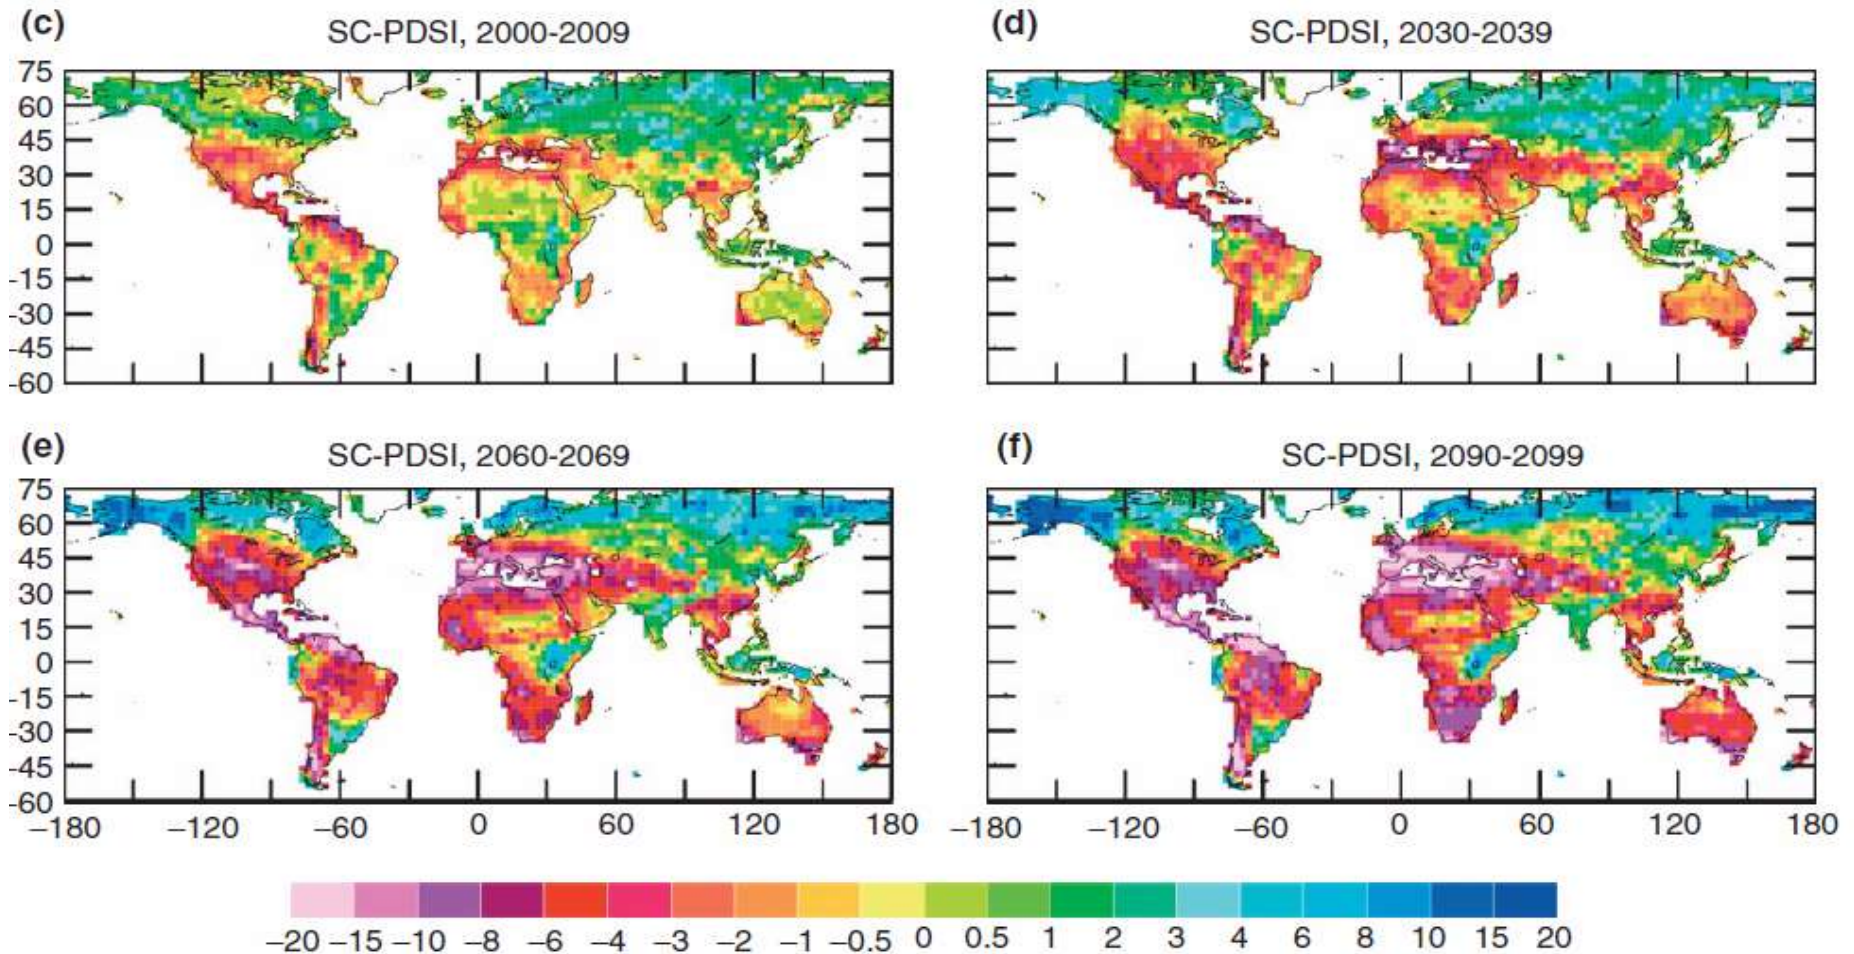 (c)
SC-PDSI, 2000-2009
(d)
SC-PDSI, 2030-2039
75
60
45
30
15
0
–15
–30
–45
–60
(e)
SC-PDSI, 2060-2069
(f)
SC-PDSI, 2090-2099
75
60
45
30
15
0
–15
–30
–45
–60
–180 –120 –60 0 60 120 180
–180 –120 –60 0 60 120 180
–20 –15 –10 –8 –6 –4 –3 –2 –1 –0.5 0 0.5 1 2 3 4 6 8 10 15 20